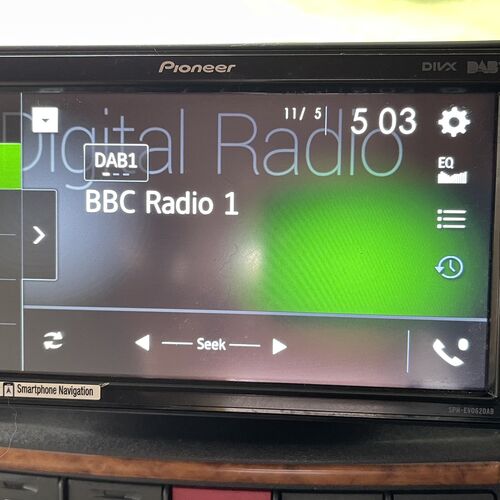 Pioneer
DIVX DAB
Digital Radio
11/ 5 5 03
DAB1
EQ
BBC Radio 1
Seek
Smartphone Navigation
SPH-EVO62DAB